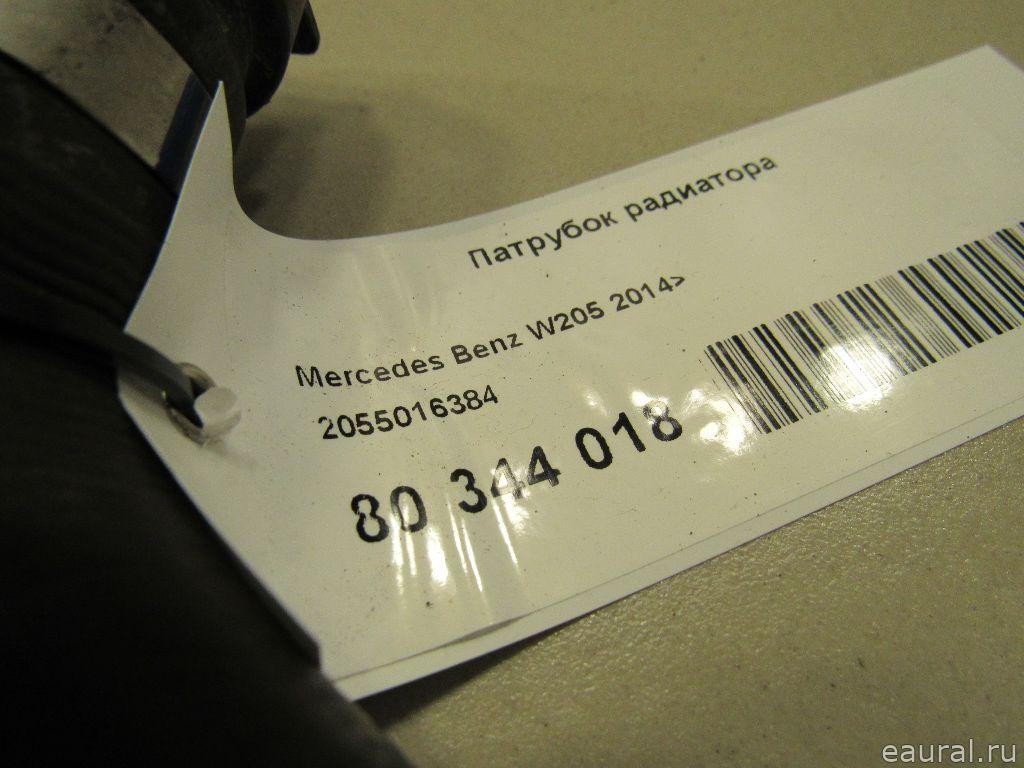 Патрубок радиатора
Mercedes Benz W205 2014>
2055016384
80 344 018
eaural.ru